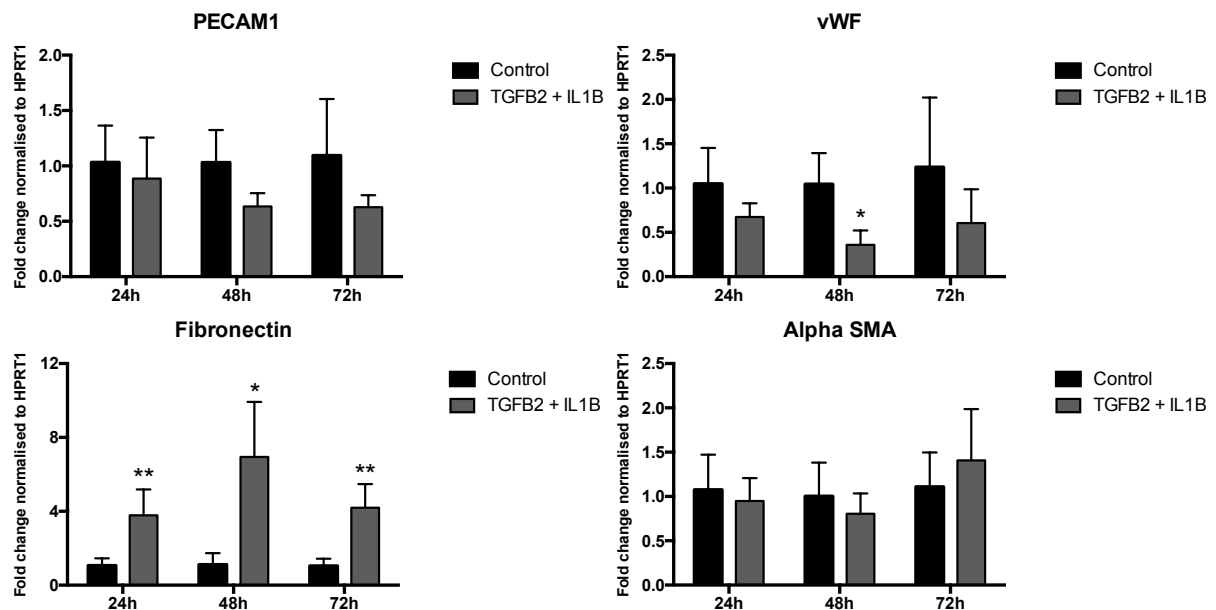 PECAM1
Fold change normalised to HPRT1
2.0
1.5
1.0
0.5
0.0
24h
48h
72h
Control
TGFB2 + IL1B
vWF
Fold change normalised to HPRT1
2.5
2.0
1.5
1.0
0.5
0.0
*
24h
48h
72h
Control
TGFB2 + IL1B
Fibronectin
Fold change normalised to HPRT1
12
8
4
0
**
*
**
24h
48h
72h
Control
TGFB2 + IL1B
Alpha SMA
Fold change normalised to HPRT1
2.5
2.0
1.5
1.0
0.5
0.0
24h
48h
72h
Control
TGFB2 + IL1B